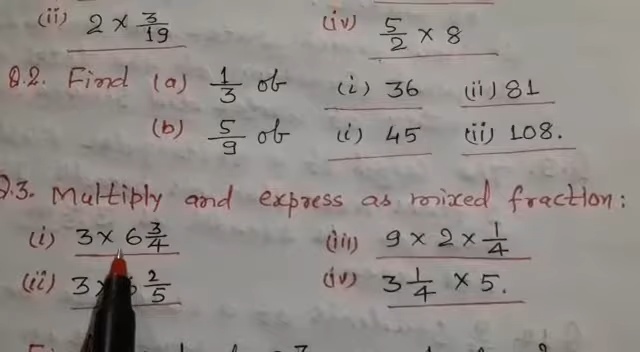 (ii) 2 × 3/19 (iv) 5/2 × 8
Q.2. Find (a) 1/3 of (i) 36 (ii) 81
(b) 5/9 of (i) 45 (ii) 108.
Q.3. Multiply and express as mixed fraction:
(i) 3 × 6 3/4 (iii) 9 × 2 × 1/4
(ii) 3 × 2/5 (iv) 3 1/4 × 5.